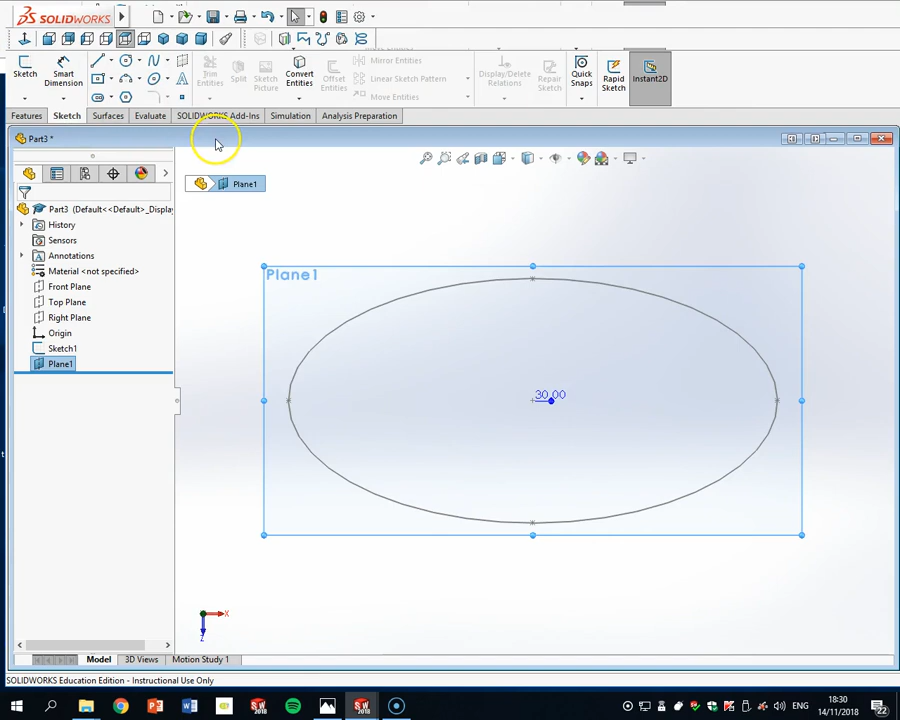 SOLIDWORKS
Sketch
Smart Dimension
Trim Entities
Split
Sketch Picture
Convert Entities
Offset Entities
Mirror Entities
Linear Sketch Pattern
Move Entities
Display/Delete Relations
Repair Sketch
Quick Snaps
Rapid Sketch
Instant2D
Features
Sketch
Surfaces
Evaluate
SOLIDWORKS Add-Ins
Simulation
Analysis Preparation
Part3 *
Plane1
Part3 (Default<<Default>_Display
History
Sensors
Annotations
Material <not specified>
Front Plane
Top Plane
Right Plane
Origin
Sketch1
Plane1
Plane1
30.00
X
Z
Model
3D Views
Motion Study 1
SOLIDWORKS Education Edition - Instructional Use Only
ENG
18:30
14/11/2018
22